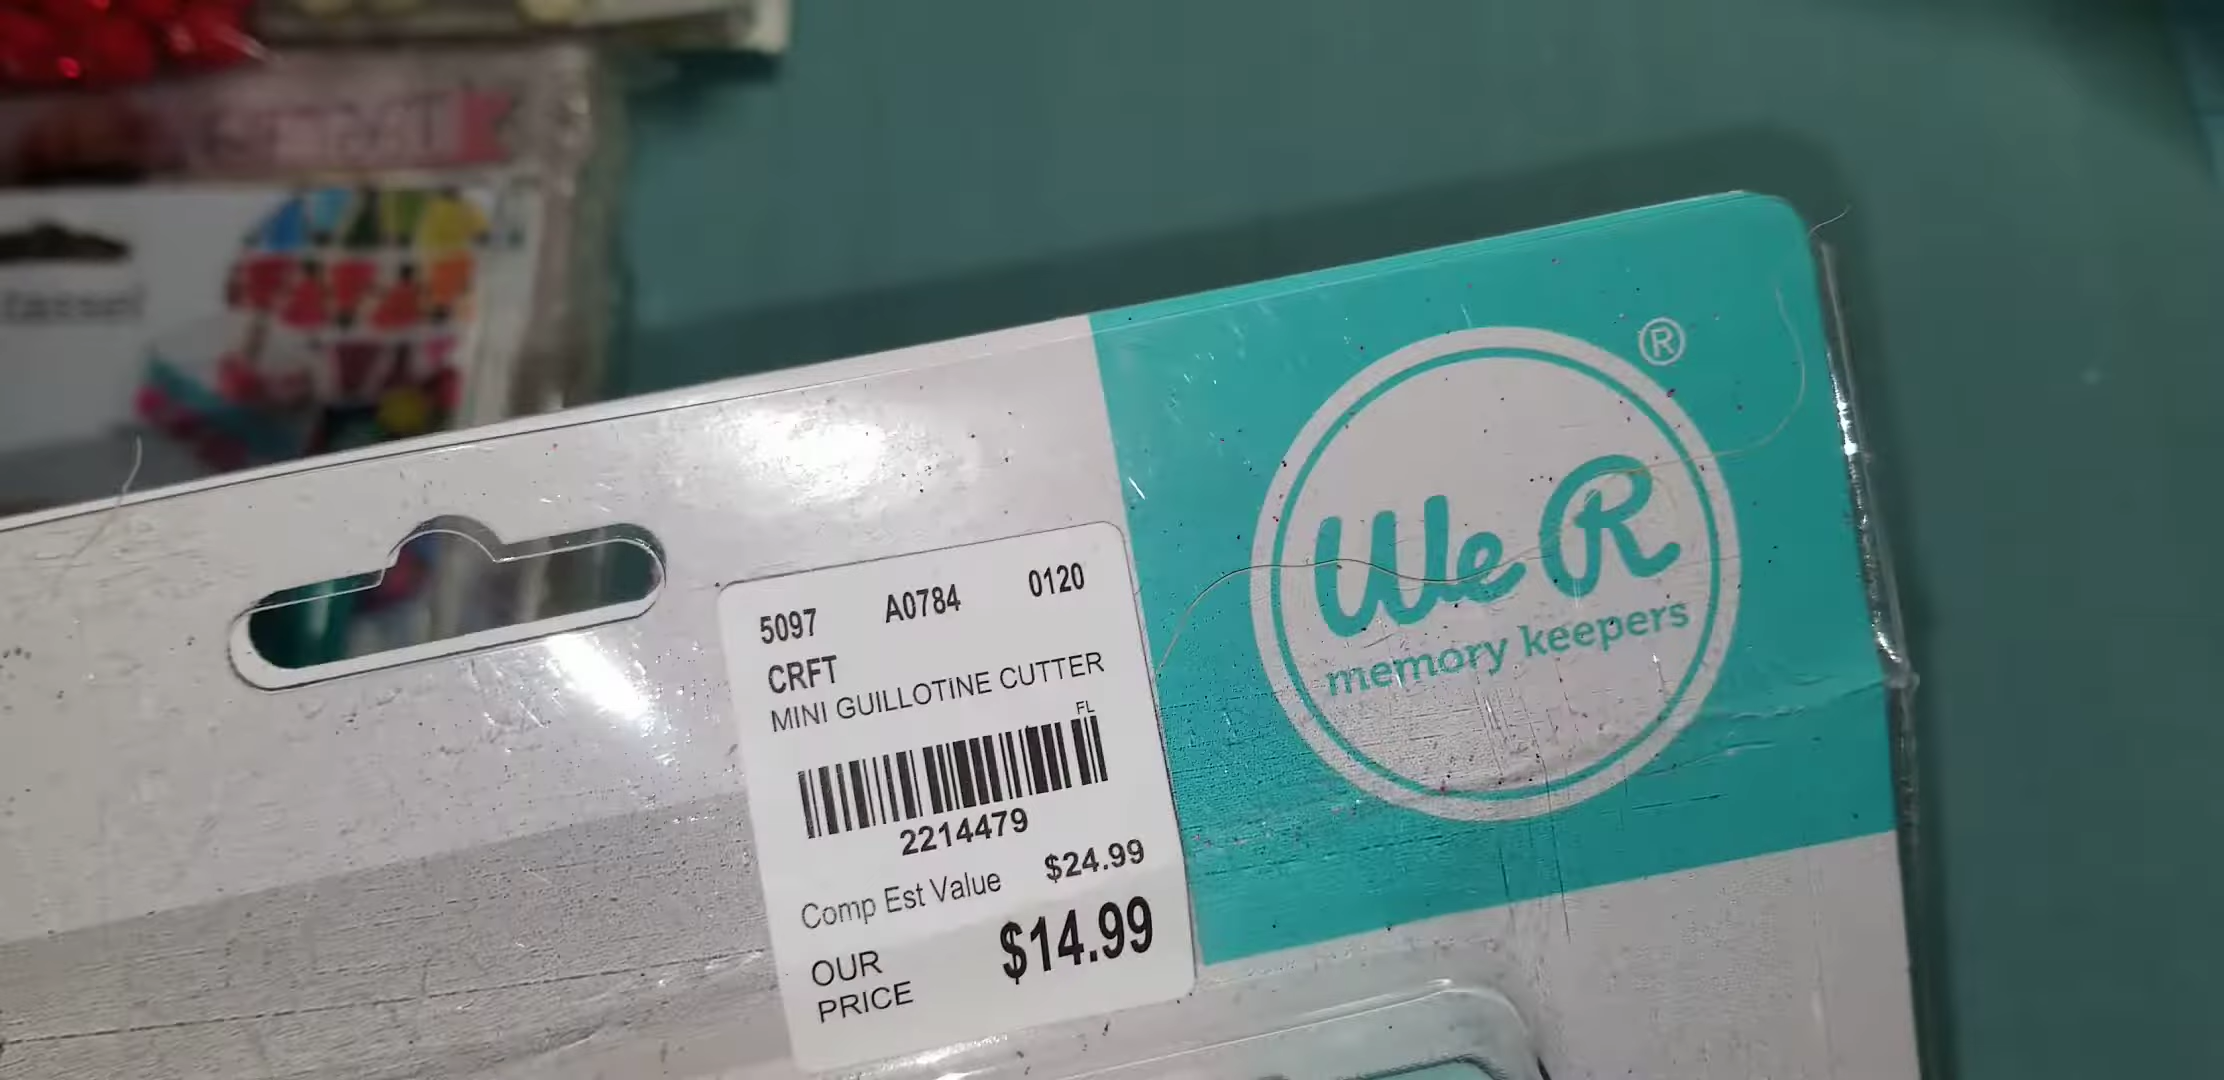 tassel
We R
memory keepers
®
5097 A0784 0120
CRFT
MINI GUILLOTINE CUTTER
FL
2214479
Comp Est Value $24.99
OUR
PRICE $14.99